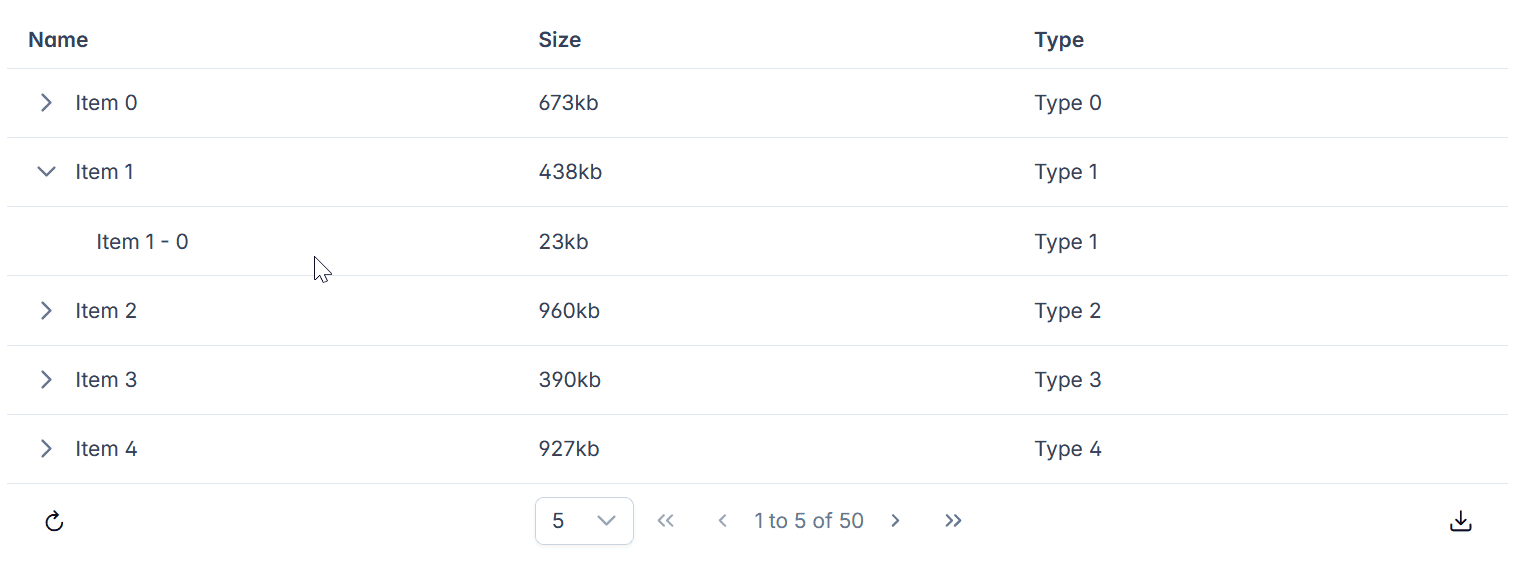 Name Size Type
Item 0 673kb Type 0
Item 1 438kb Type 1
Item 1 - 0 23kb Type 1
Item 2 960kb Type 2
Item 3 390kb Type 3
Item 4 927kb Type 4
5 1 to 5 of 50